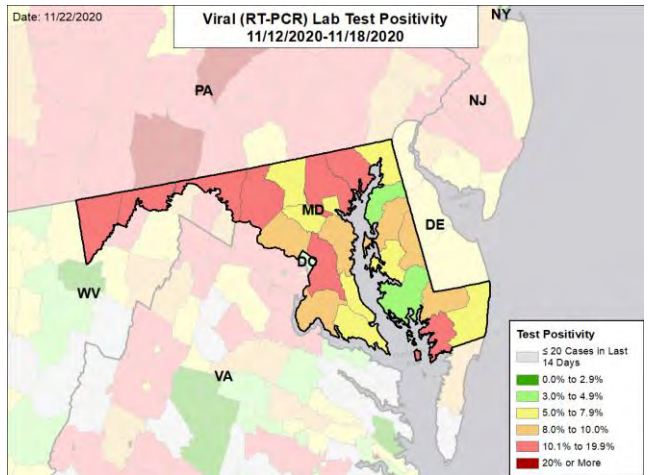 Date: 11/22/2020
Viral (RT-PCR) Lab Test Positivity
11/12/2020-11/18/2020
NY
PA
NJ
MD
DE
DC
WV
VA
Test Positivity
≤ 20 Cases in Last
14 Days
0.0% to 2.9%
3.0% to 4.9%
5.0% to 7.9%
8.0% to 10.0%
10.1% to 19.9%
20% or More